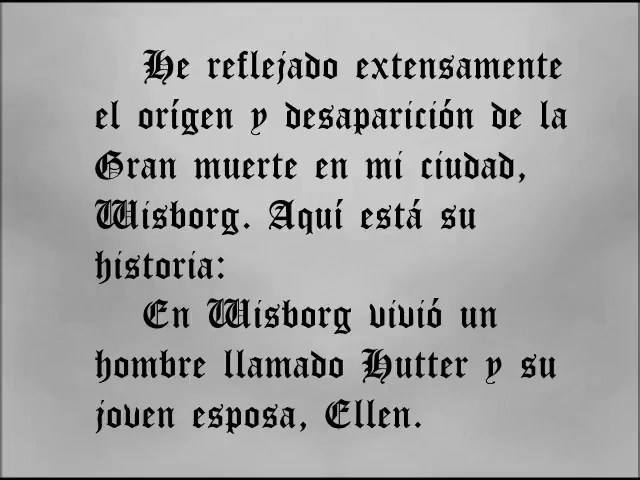 He reflejado extensamente
el orígen y desaparición de la
Gran muerte en mi ciudad,
Wisborg. Aquí está su
historia:
En Wisborg vivió un
hombre llamado Hutter y su
joven esposa, Ellen.